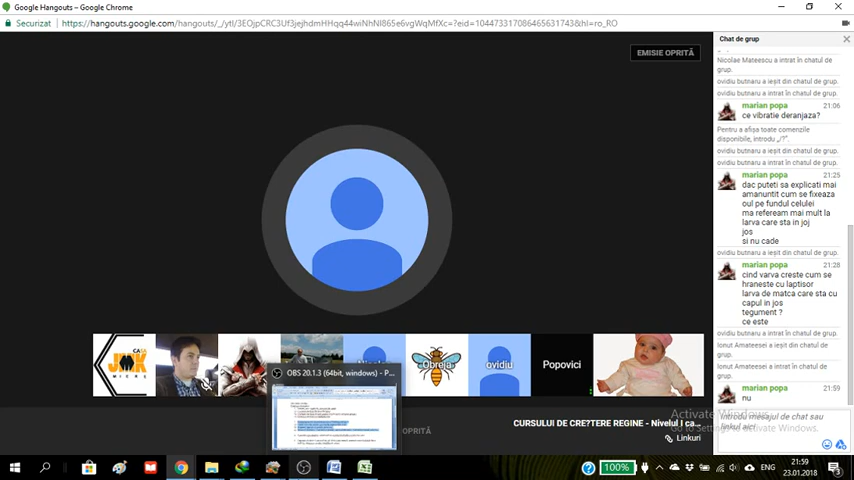 Google Hangouts - Google Chrome
Securizat
https://hangouts.google.com/hangouts/_/ytl/3EOjpCRC3Uf3jejhdmHHqq44wiNhNl865e6vgWqMfXc=?eid=104473317086465631743&hl=ro_RO
EMISIE OPRITĂ
Chat de grup
Nicolae Mateescu a intrat în chatul de
grup.
ovidiu butnaru a ieșit din chatul de grup.
ovidiu butnaru a intrat în chatul de grup.
marian popa 21:06
ce vibratie deranjaza?
Pentru a afișa toate comenzile
disponibile, introdu „/?".
ovidiu butnaru a ieșit din chatul de grup.
ovidiu butnaru a intrat în chatul de grup.
marian popa 21:25
dac puteti sa explicati mai
amanuntit cum se fixeaza
oul pe fundul celulei
ma refeream mai mult la
larva care sta in joj
jos
si nu cade
ovidiu butnaru a ieșit din chatul de grup.
marian popa 21:28
cind varva creste cum se
hraneste cu laptisor
larva de matca care sta cu
capul in jos
tegument ?
ce este
ovidiu butnaru a intrat în chatul de grup.
Ionut Amateesei a intrat în chatul de grup.
Ionut Amateesei a ieșit din chatul de grup.
marian popa 21:59
nu
Introdu mesajul de chat sau
linkul aici
Activate Windows
Go to Settings to activate Windows.
CASA
Obreja
ovidiu
Popovici
OBS 20.1.3 (64bit, windows) - P...
OPRITĂ
CURSULUI DE CRE?TERE REGINE - Nivelul I ca...
Linkuri
100%
ENG
21:59
23.01.2018
3